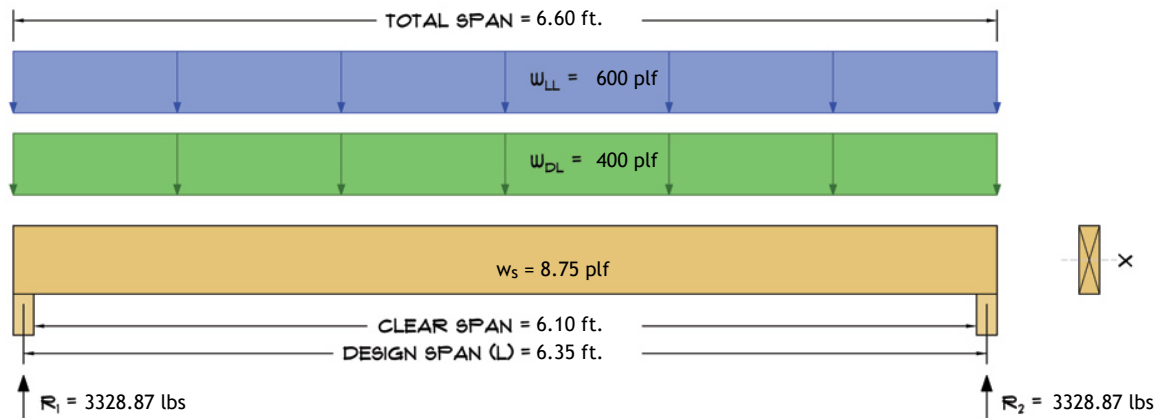 TOTAL SPAN = 6.60 ft.
WLL = 600 plf
WDL = 400 plf
ws = 8.75 plf
X
CLEAR SPAN = 6.10 ft.
DESIGN SPAN (L) = 6.35 ft.
R1 = 3328.87 lbs
R2 = 3328.87 lbs